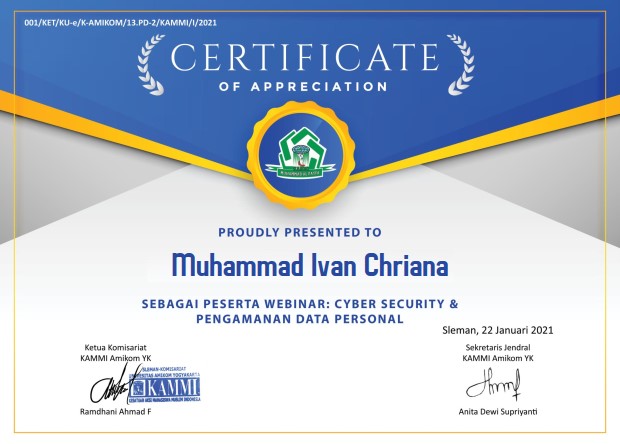 001/KET/KU-e/K-AMIKOM/13.PD-2/KAMMI/I/2021
CERTIFICATE
OF APPRECIATION
PROUDLY PRESENTED TO
Muhammad Ivan Chriana
SEBAGAI PESERTA WEBINAR: CYBER SECURITY &
PENGAMANAN DATA PERSONAL
Sleman, 22 Januari 2021
Ketua Komisariat
KAMMI Amikom YK
SLEMAN-KOMISARIAT
UNIVERSITAS AMIKOM YOGYAKARTA
KAMMI
KESATUAN AKSI MAHASISWA MUSLIM INDONESIA
Ramdhani Ahmad F
Sekretaris Jendral
KAMMI Amikom YK
Anita Dewi Supriyanti